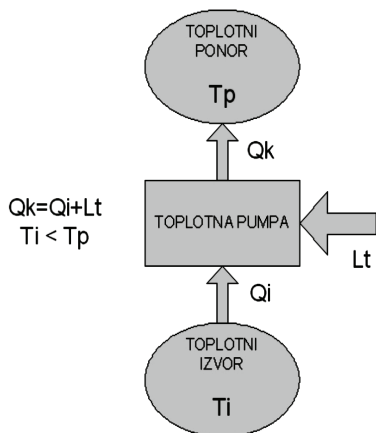 TOPLOTNI
PONOR
Tp
Qk
Qk=Qi+Lt
Ti < Tp
TOPLOTNA PUMPA
Lt
Qi
TOPLOTNI
IZVOR
Ti